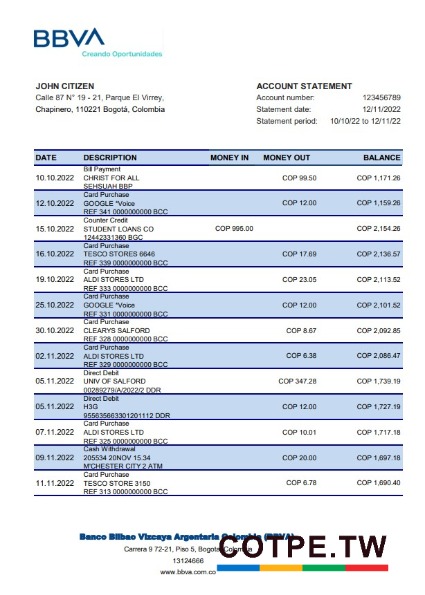 BBVA
Creando Oportunidades
JOHN CITIZEN
Calle 87 N° 19 - 21, Parque El Virrey,
Chapinero, 110221 Bogotá, Colombia
ACCOUNT STATEMENT
Account number: 123456789
Statement date: 12/11/2022
Statement period: 10/10/22 to 12/11/22
DATE DESCRIPTION MONEY IN MONEY OUT BALANCE
Bill Payment
10.10.2022 CHRIST FOR ALL COP 99.50 COP 1,171.26
SEHSUAH BBP
Card Purchase
12.10.2022 GOOGLE *Voice COP 12.00 COP 1,159.26
REF 341 0000000000 BCC
Counter Credit
15.10.2022 STUDENT LOANS CO COP 995.00 COP 2,154.26
12442331360 BGC
Card Purchase
16.10.2022 TESCO STORES 6646 COP 17.69 COP 2,136.57
REF 339 0000000000 BCC
Card Purchase
19.10.2022 ALDI STORES LTD COP 23.05 COP 2,113.52
REF 333 0000000000 BCC
Card Purchase
25.10.2022 GOOGLE *Voice COP 12.00 COP 2,101.52
REF 331 0000000000 BCC
Card Purchase
30.10.2022 CLEARYS SALFORD COP 8.67 COP 2,092.85
REF 328 0000000000 BCC
Card Purchase
02.11.2022 ALDI STORES LTD COP 6.38 COP 2,086.47
REF 329 0000000000 BCC
Direct Debit
05.11.2022 UNIV OF SALFORD COP 347.28 COP 1,739.19
00289279/A/2022/2 DDR
Direct Debit
05.11.2022 H3G COP 12.00 COP 1,727.19
955635663301201112 DDR
Card Purchase
07.11.2022 ALDI STORES LTD COP 10.01 COP 1,717.18
REF 325 0000000000 BCC
Cash Withdrawal
09.11.2022 205534 20NOV 15.34 COP 20.00 COP 1,697.18
M'CHESTER CITY 2 ATM
Card Purchase
11.11.2022 TESCO STORE 3150 COP 6.78 COP 1,690.40
REF 313 0000000000 BCC
Banco Bilbao Vizcaya Argentaria Colombia (BBVA)
Carrera 9 72-21, Piso 5, Bogota, Colombia
13124666
www.bbva.com.co
COTPE.TW